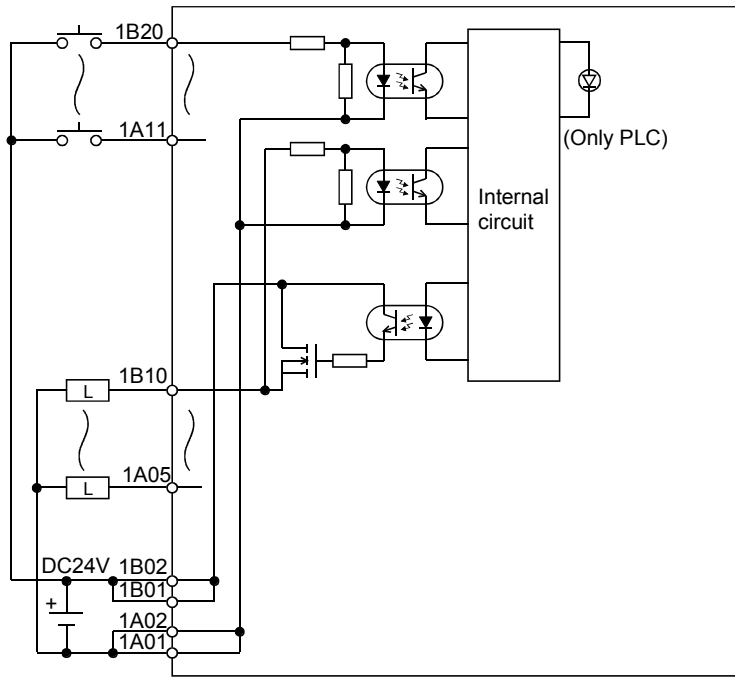 1B20
1A11
(Only PLC)
Internal
circuit
1B10
L
1A05
L
DC24V
1B02
1B01
+
1A02
1A01